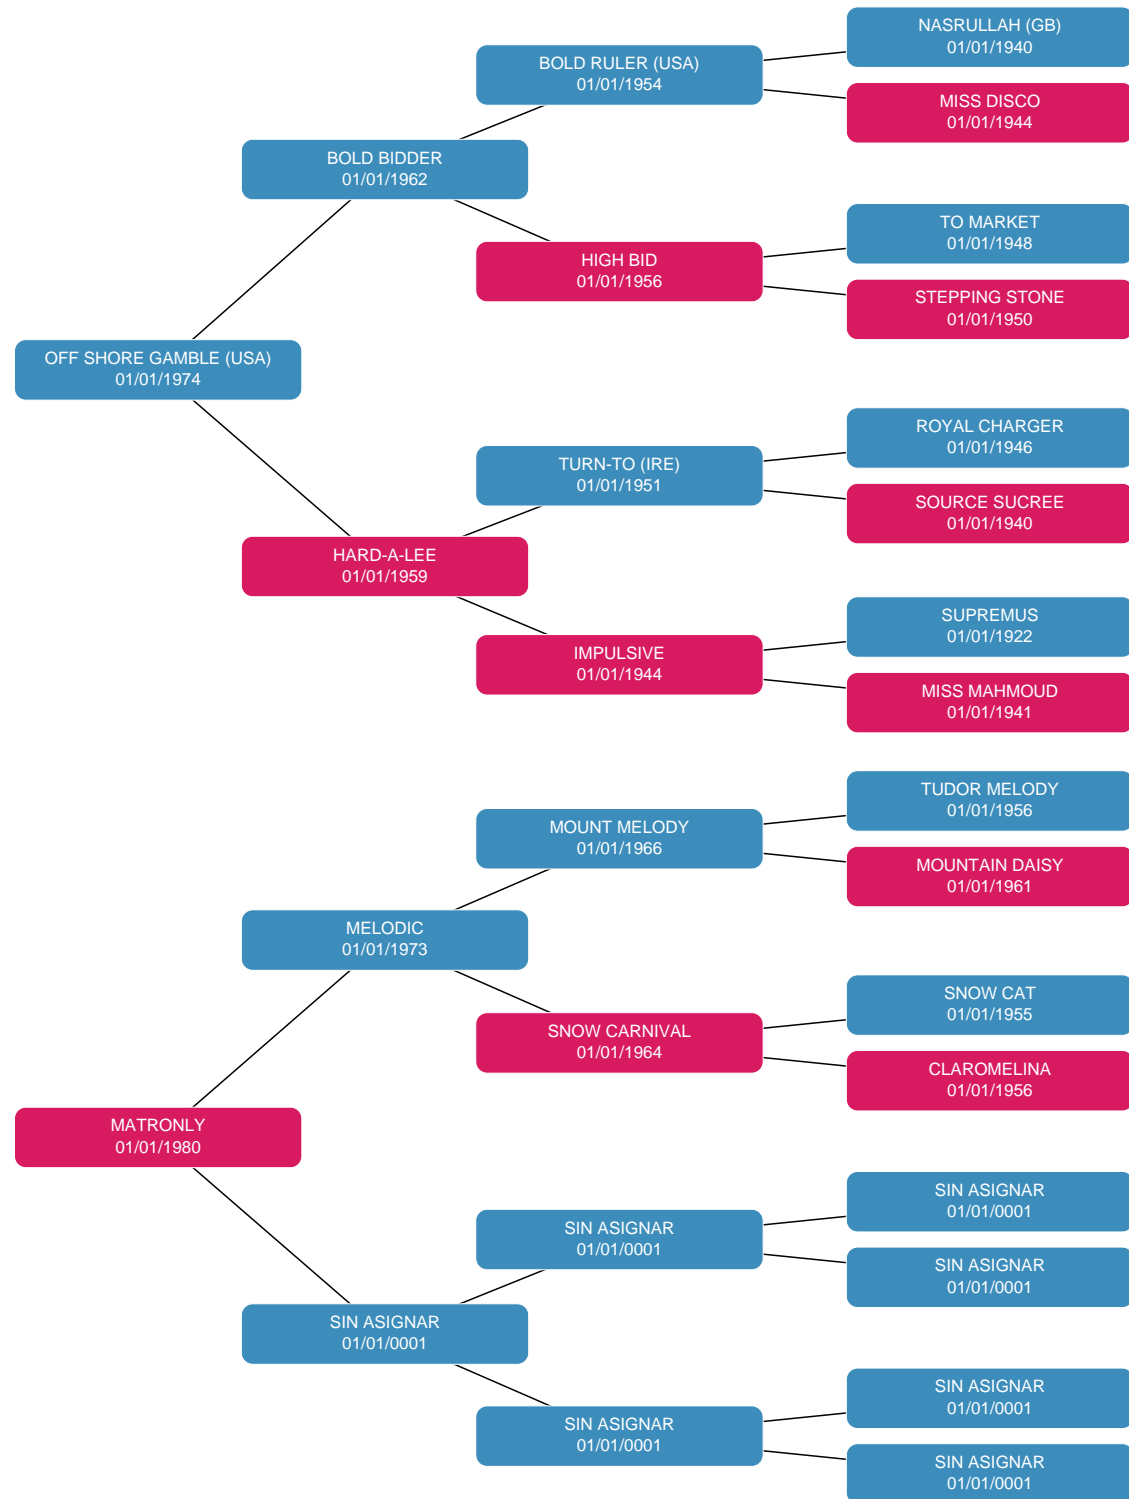 NASRULLAH (GB)
01/01/1940
BOLD RULER (USA)
01/01/1954
MISS DISCO
01/01/1944
BOLD BIDDER
01/01/1962
TO MARKET
01/01/1948
HIGH BID
01/01/1956
STEPPING STONE
01/01/1950
OFF SHORE GAMBLE (USA)
01/01/1974
ROYAL CHARGER
01/01/1946
TURN-TO (IRE)
01/01/1951
SOURCE SUCREE
01/01/1940
HARD-A-LEE
01/01/1959
SUPREMUS
01/01/1922
IMPULSIVE
01/01/1944
MISS MAHMOUD
01/01/1941
TUDOR MELODY
01/01/1956
MOUNT MELODY
01/01/1966
MOUNTAIN DAISY
01/01/1961
MELODIC
01/01/1973
SNOW CAT
01/01/1955
SNOW CARNIVAL
01/01/1964
CLAROMELINA
01/01/1956
MATRONLY
01/01/1980
SIN ASIGNAR
01/01/0001
SIN ASIGNAR
01/01/0001
SIN ASIGNAR
01/01/0001
SIN ASIGNAR
01/01/0001
SIN ASIGNAR
01/01/0001
SIN ASIGNAR
01/01/0001
SIN ASIGNAR
01/01/0001